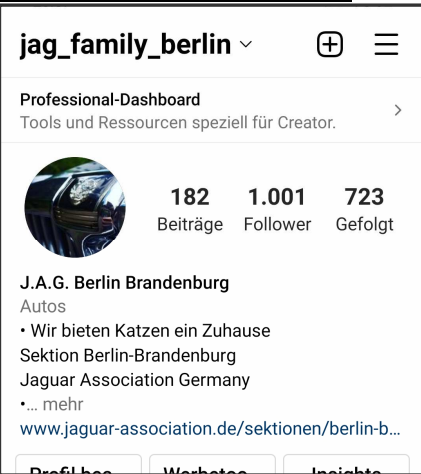 jag_family_berlin
Professional-Dashboard
Tools und Ressourcen speziell für Creator.
182 1.001 723
Beiträge Follower Gefolgt
J.A.G. Berlin Brandenburg
Autos
• Wir bieten Katzen ein Zuhause
Sektion Berlin-Brandenburg
Jaguar Association Germany
•... mehr
www.jaguar-association.de/sektionen/berlin-b...
Insights